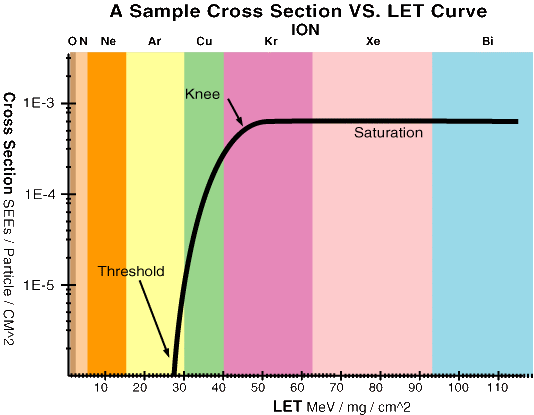 A Sample Cross Section VS. LET Curve
ION
O N Ne Ar Cu Kr Xe Bi
Cross Section SEEs / Particle / CM^2
1E-3
1E-4
1E-5
Knee
Saturation
Threshold
10 20 30 40 50 60 70 80 90 100 110
LET MeV / mg / cm^2